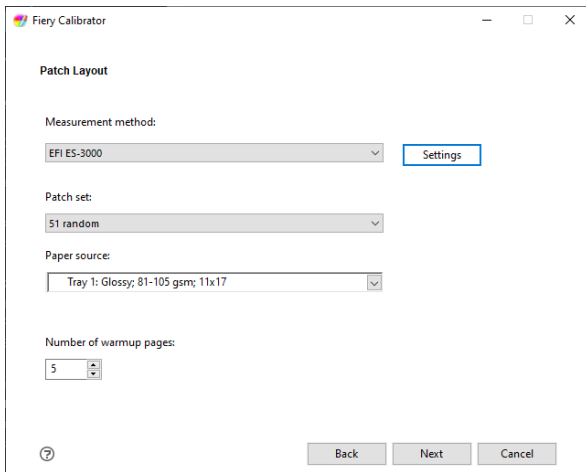 Fiery Calibrator
Patch Layout
Measurement method:
EFI ES-3000
Settings
Patch set:
51 random
Paper source:
Tray 1: Glossy; 81-105 gsm; 11x17
Number of warmup pages:
5
?
Back
Next
Cancel